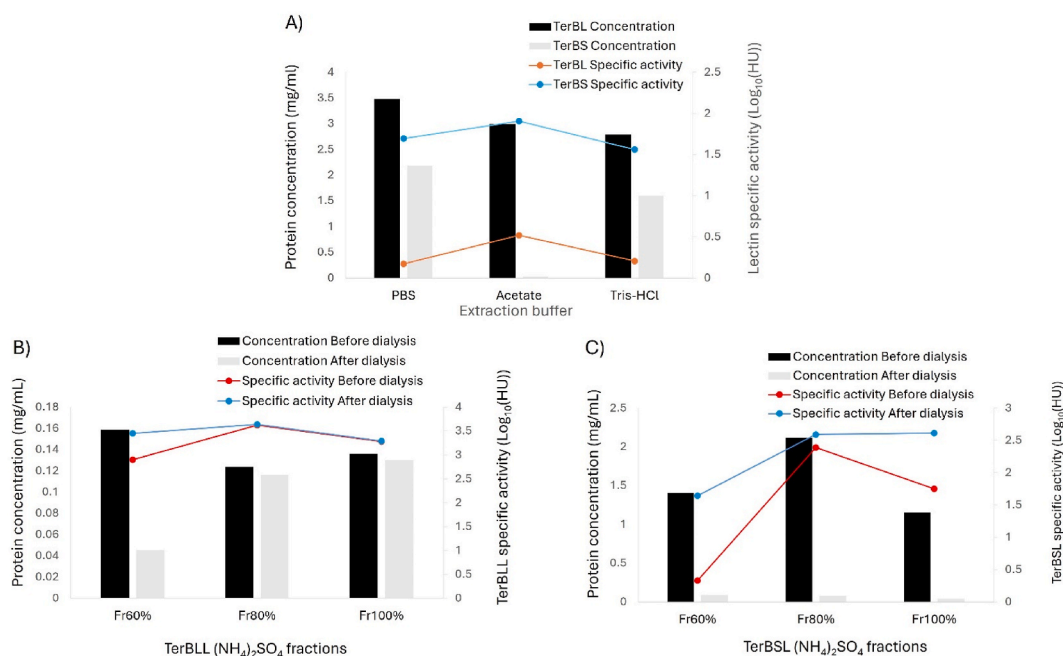 A)
TerBL Concentration
TerBS Concentration
TerBL Specific activity
TerBS Specific activity
Protein concentration (mg/ml)
4
3.5
3
2.5
2
1.5
1
0.5
0
2.5
2
1.5
1
0.5
0
Lectin specific activity (Log10(HU))
PBS Acetate Tris-HCl
Extraction buffer
B)
Concentration Before dialysis
Concentration After dialysis
Specific activity Before dialysis
Specific activity After dialysis
Protein concentration (mg/mL)
0.18
0.16
0.14
0.12
0.1
0.08
0.06
0.04
0.02
0
4
3.5
3
2.5
2
1.5
1
0.5
0
TerBLL specific activity (Log10(HU))
Fr60% Fr80% Fr100%
TerBLL (NH4)2SO4 fractions
C)
Concentration Before dialysis
Concentration After dialysis
Specific activity Before dialysis
Specific activity After dialysis
Protein concentration (mg/mL)
2.5
2
1.5
1
0.5
0
3
2.5
2
1.5
1
0.5
0
TerBSL specific activity (Log10(HU))
Fr60% Fr80% Fr100%
TerBSL (NH4)2SO4 fractions